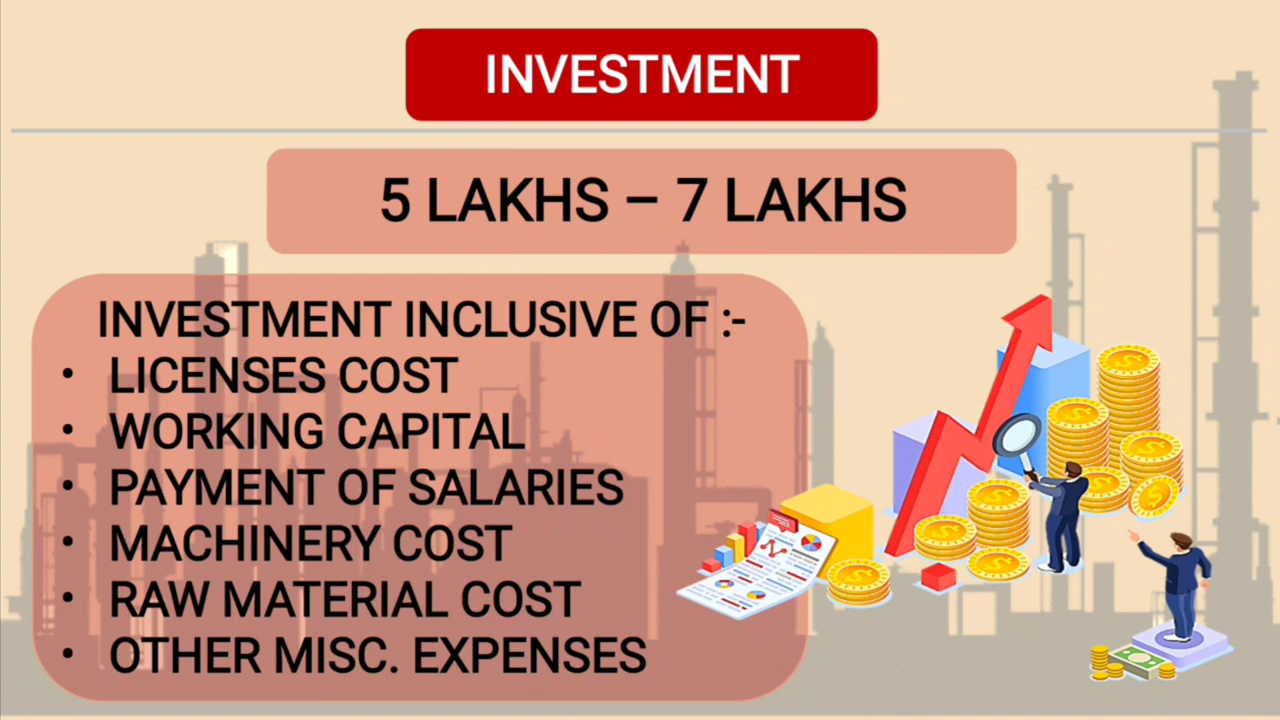 INVESTMENT
5 LAKHS – 7 LAKHS
INVESTMENT INCLUSIVE OF :-
• LICENSES COST
• WORKING CAPITAL
• PAYMENT OF SALARIES
• MACHINERY COST
• RAW MATERIAL COST
• OTHER MISC. EXPENSES